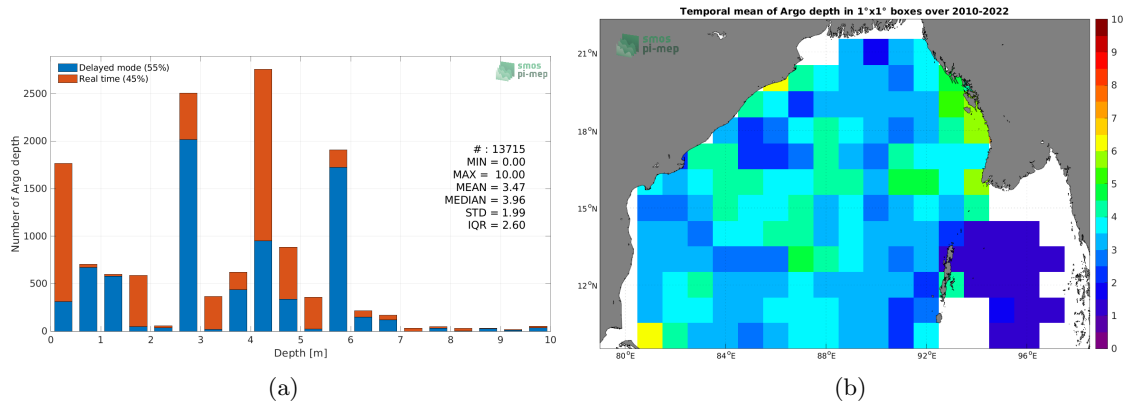 smos
pi-mep
Delayed mode (55%)
Real time (45%)
Number of Argo depth
2500
2000
1500
1000
500
0
# : 13715
MIN = 0.00
MAX = 10.00
MEAN = 3.47
MEDIAN = 3.96
STD = 1.99
IQR = 2.60
0 1 2 3 4 5 6 7 8 9 10
Depth [m]
(a)
Temporal mean of Argo depth in 1°x1° boxes over 2010-2022
smos
pi-mep
21°N
18°N
15°N
12°N
80°E 84°E 88°E 92°E 96°E
10
9
8
7
6
5
4
3
2
1
0
(b)